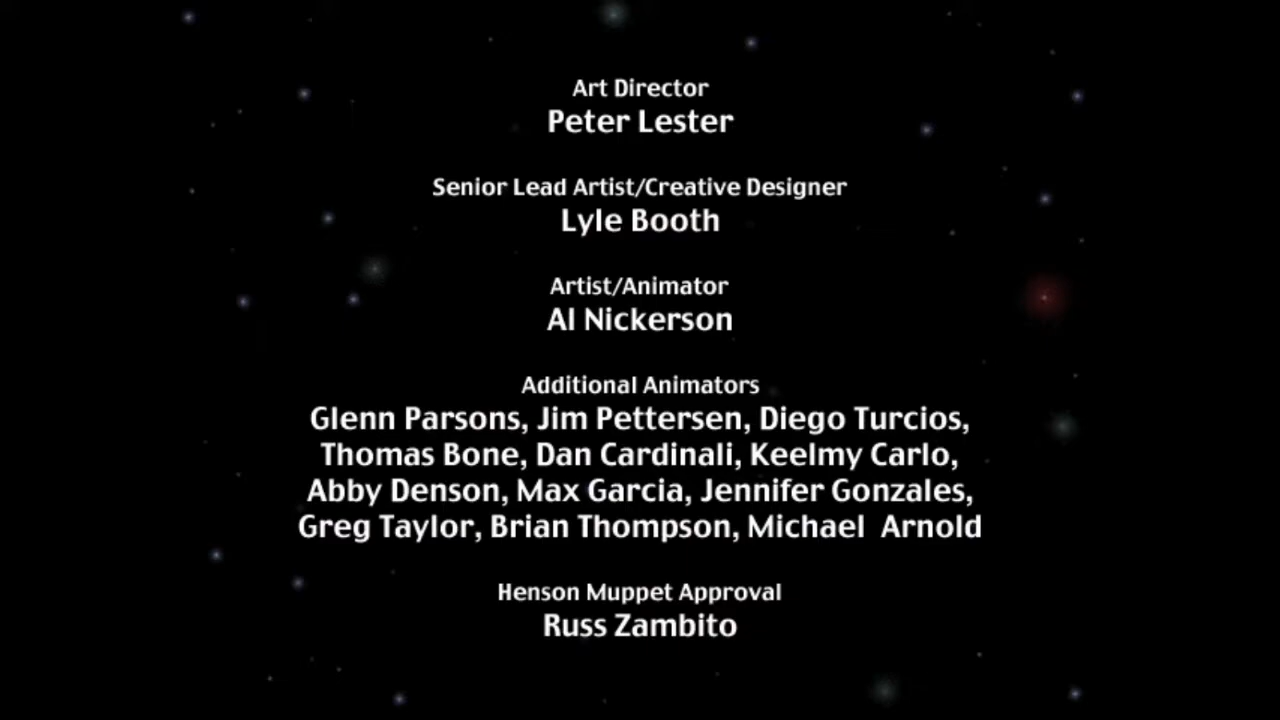 Art Director
Peter Lester
Senior Lead Artist/Creative Designer
Lyle Booth
Artist/Animator
Al Nickerson
Additional Animators
Glenn Parsons, Jim Pettersen, Diego Turcios,
Thomas Bone, Dan Cardinali, Keelmy Carlo,
Abby Denson, Max Garcia, Jennifer Gonzales,
Greg Taylor, Brian Thompson, Michael  Arnold
Henson Muppet Approval
Russ Zambito